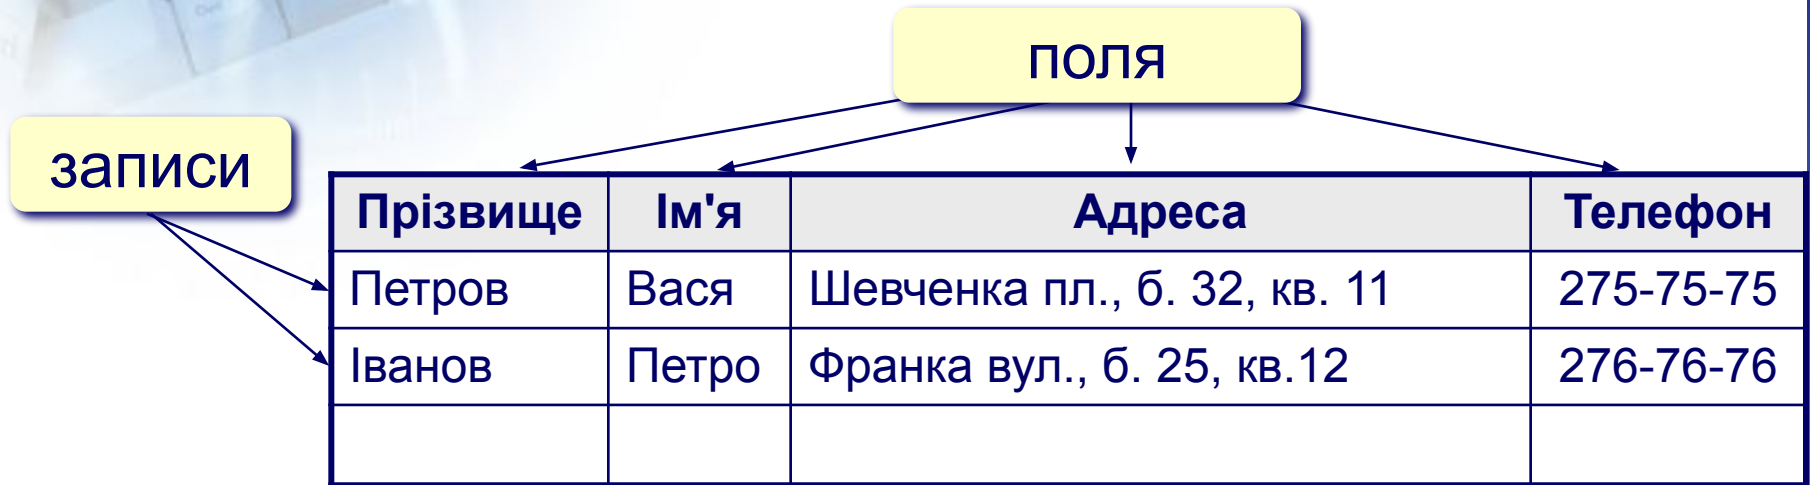 поля
записи
Прізвище Ім'я Адреса Телефон
Петров Вася Шевченка пл., б. 32, кв. 11 275-75-75
Іванов Петро Франка вул., б. 25, кв.12 276-76-76